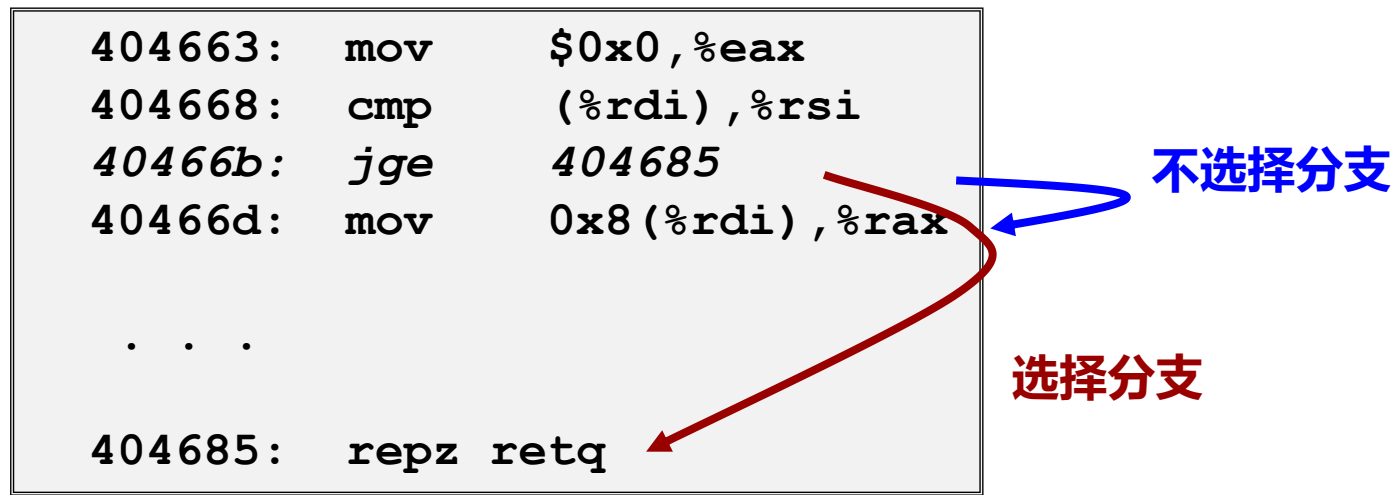 404663: mov $0x0,%eax
404668: cmp (%rdi),%rsi
40466b: jge 404685
不选择分支
40466d: mov 0x8(%rdi),%rax
. . .
选择分支
404685: repz retq